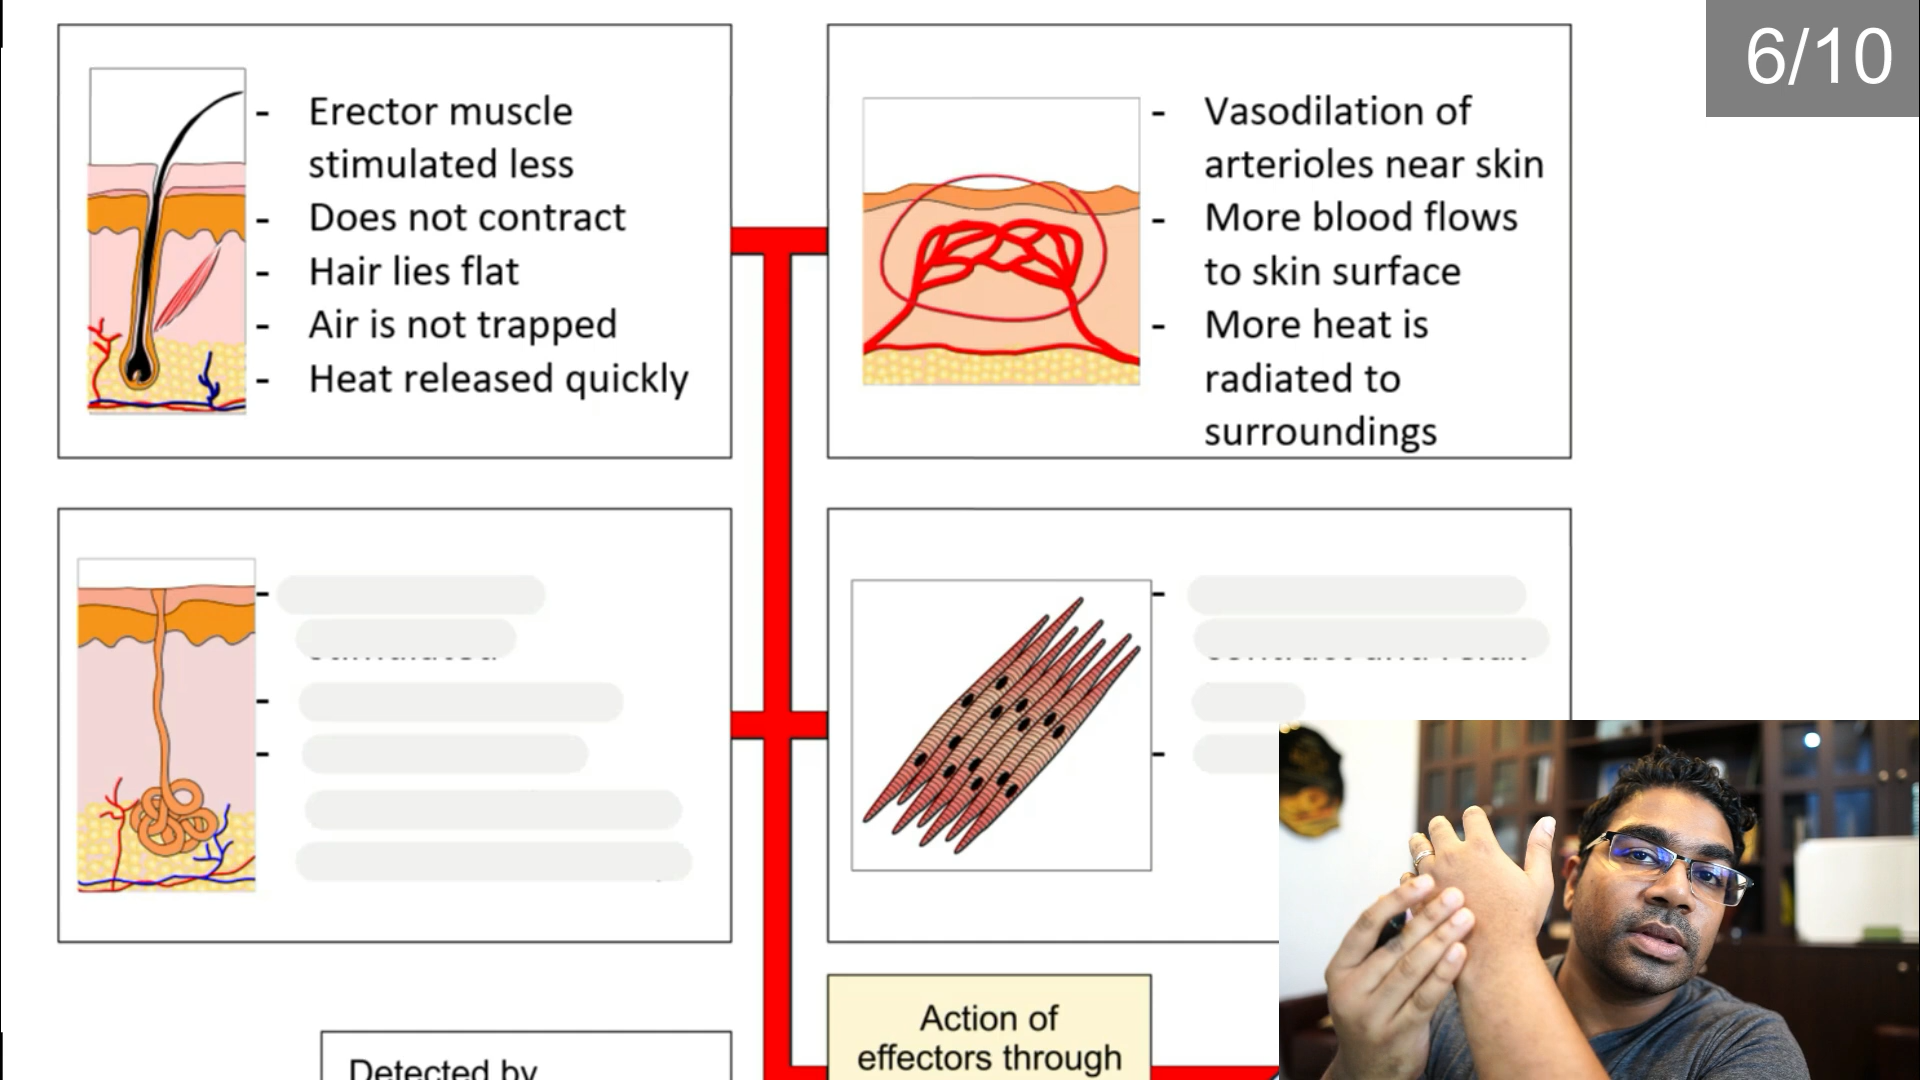 6/10
- Erector muscle
stimulated less
- Does not contract
- Hair lies flat
- Air is not trapped
- Heat released quickly
- Vasodilation of
arterioles near skin
- More blood flows
to skin surface
- More heat is
radiated to
surroundings
-
-
-
-
-
Action of
effectors through
Detected by